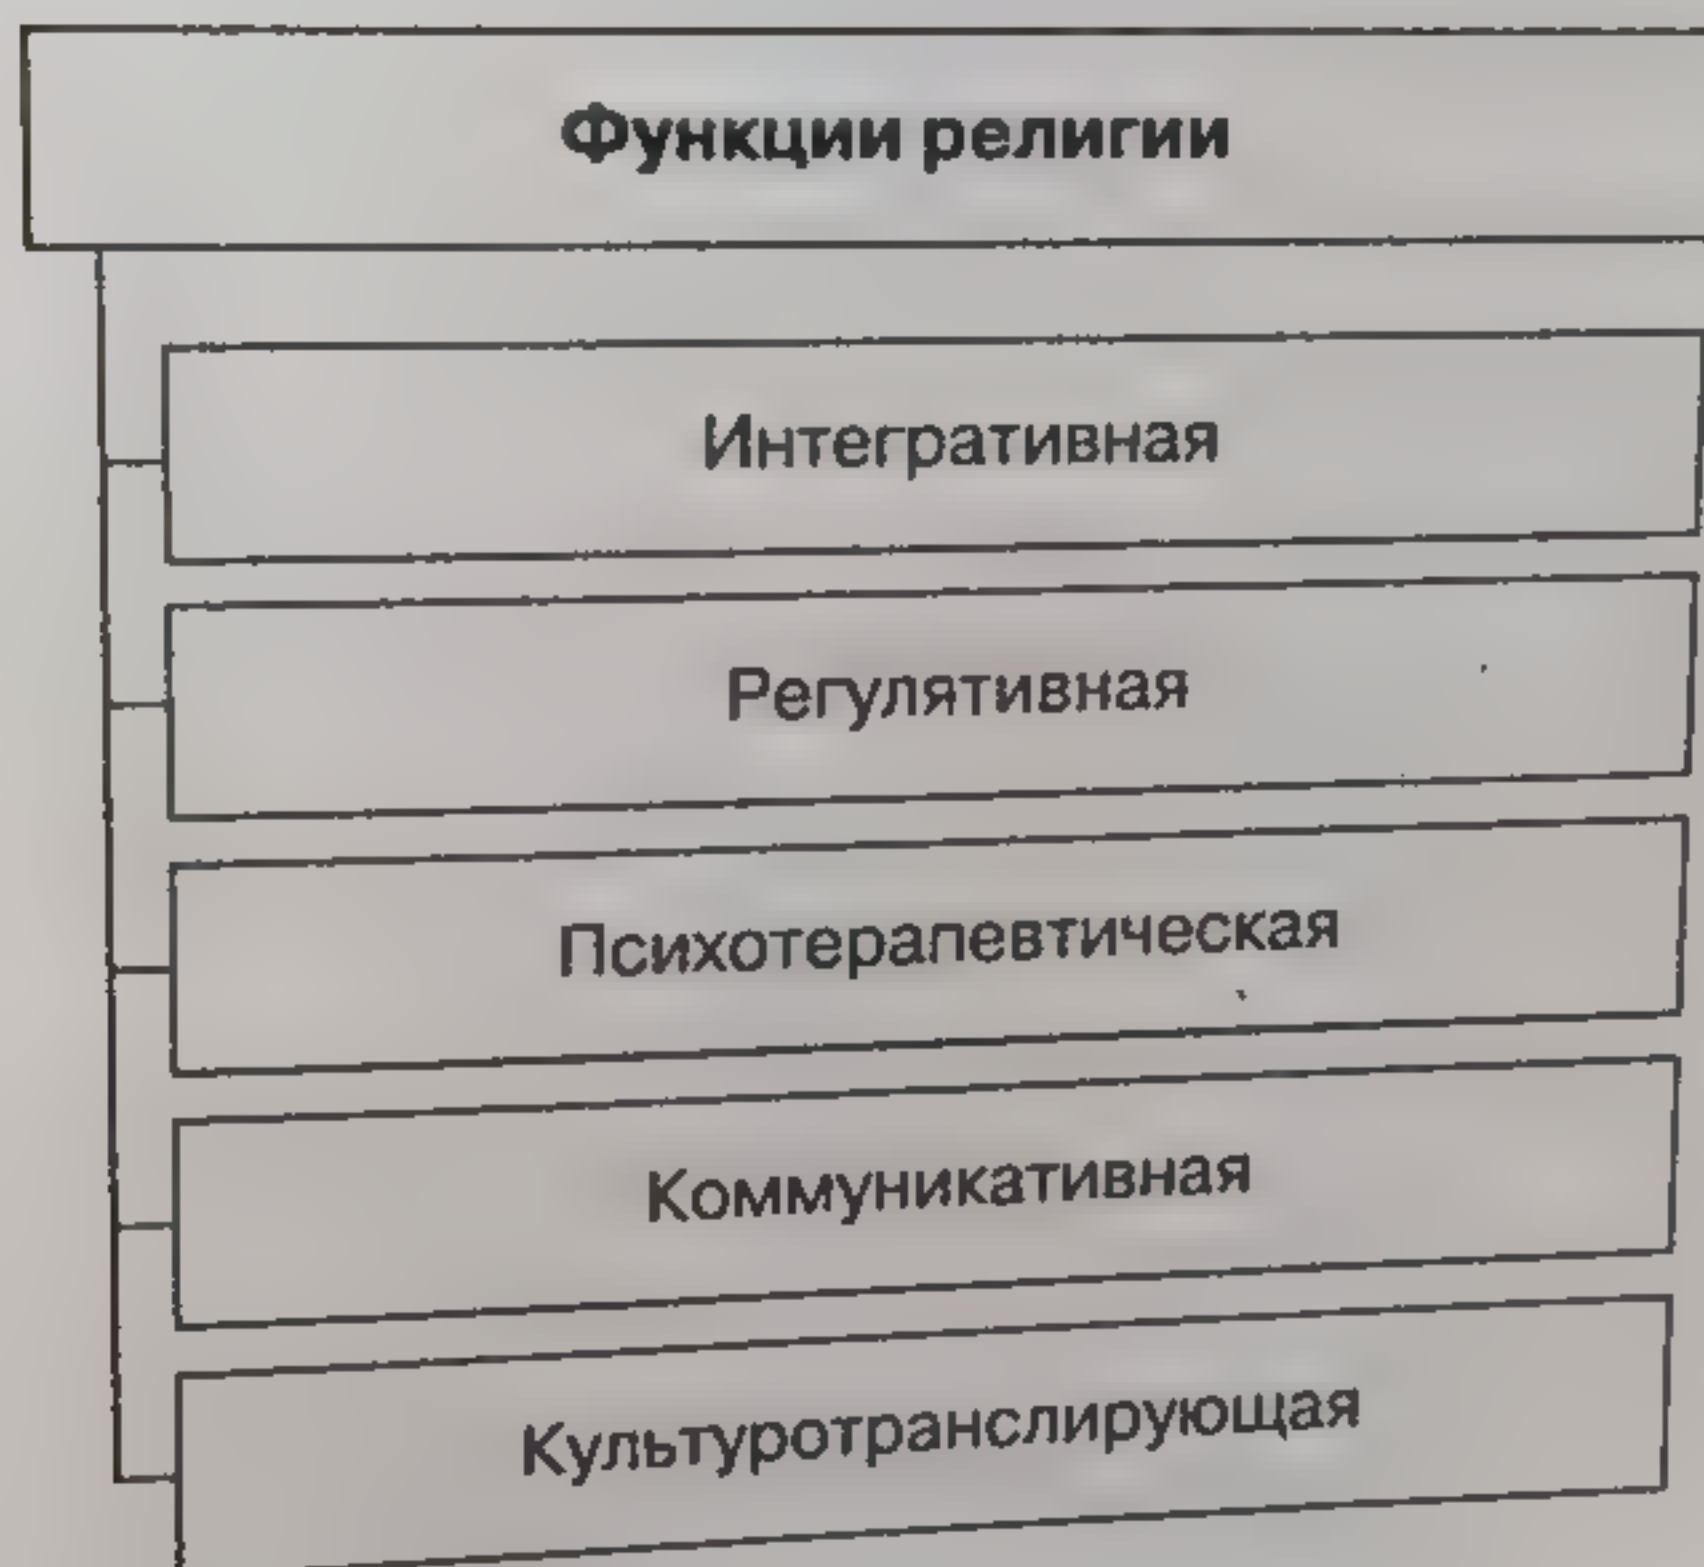 Функции религии
Интегративная
Регулятивная
Психотерапевтическая
Коммуникативная
Культуротранслирующая